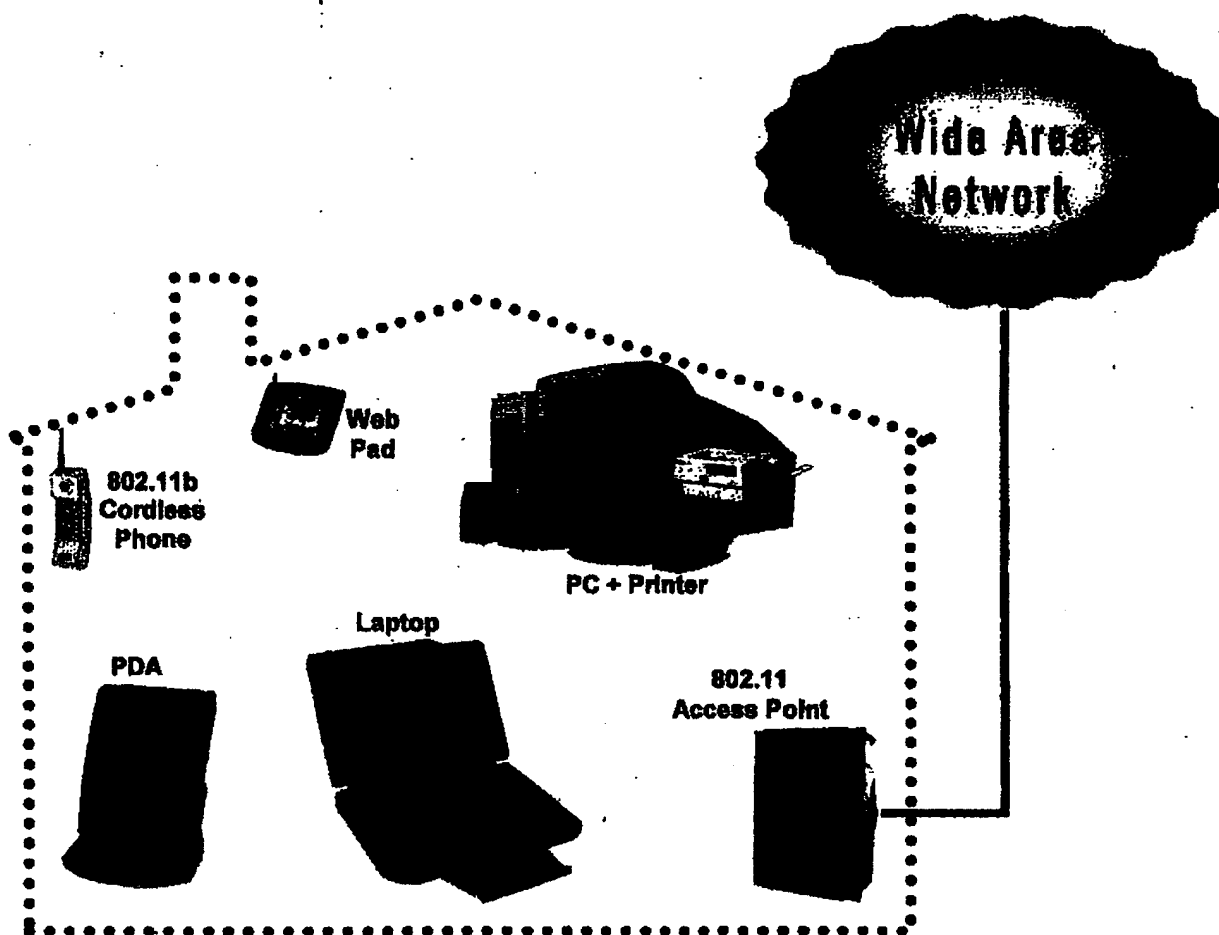 Wide Area
Network
Web
Pad
802.11b
Cordless
Phone
PC + Printer
Laptop
PDA
802.11
Access Point